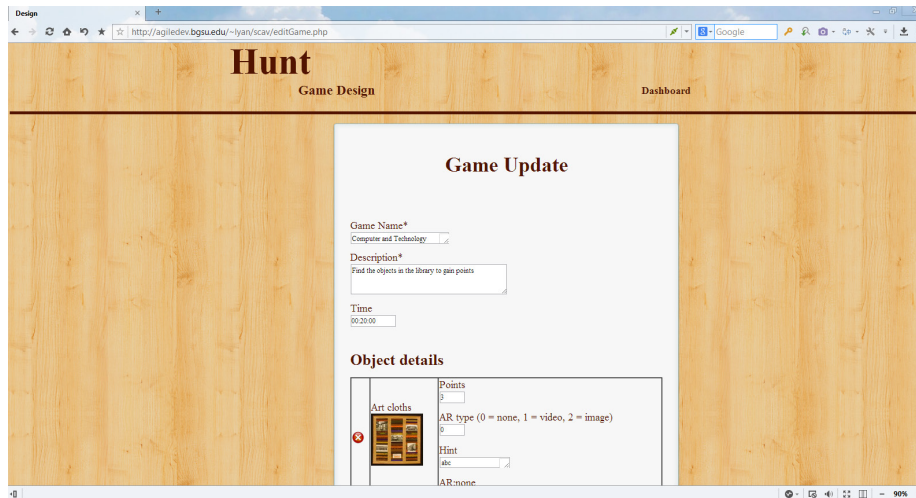 Design
http://agiledev.bgsu.edu/~lyan/scav/editGame.php
Google
Hunt
Game Design
Dashboard
Game Update
Game Name*
Computer and Technology
Description*
Find the objects in the library to gain points
Time
00:20:00
Object details
Art cloths
Points
3
AR type (0 = none, 1 = video, 2 = image)
0
Hint
abc
AR:none
90%